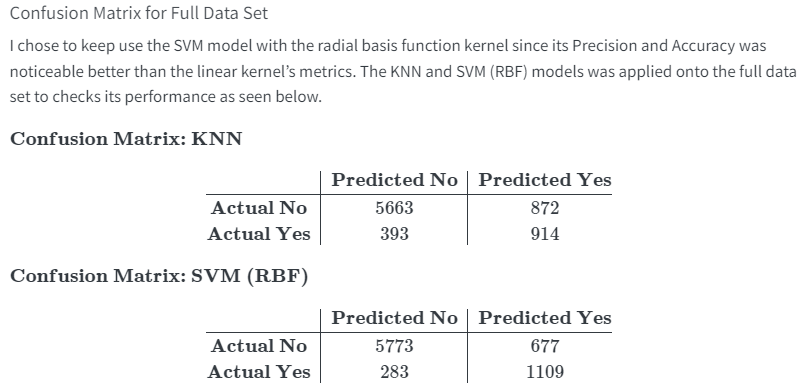 Confusion Matrix for Full Data Set
I chose to keep use the SVM model with the radial basis function kernel since its Precision and Accuracy was
noticeable better than the linear kernel's metrics. The KNN and SVM (RBF) models was applied onto the full data
set to checks its performance as seen below.
Confusion Matrix: KNN
Predicted No Predicted Yes
Actual No 5663 872
Actual Yes 393 914
Confusion Matrix: SVM (RBF)
Predicted No Predicted Yes
Actual No 5773 677
Actual Yes 283 1109